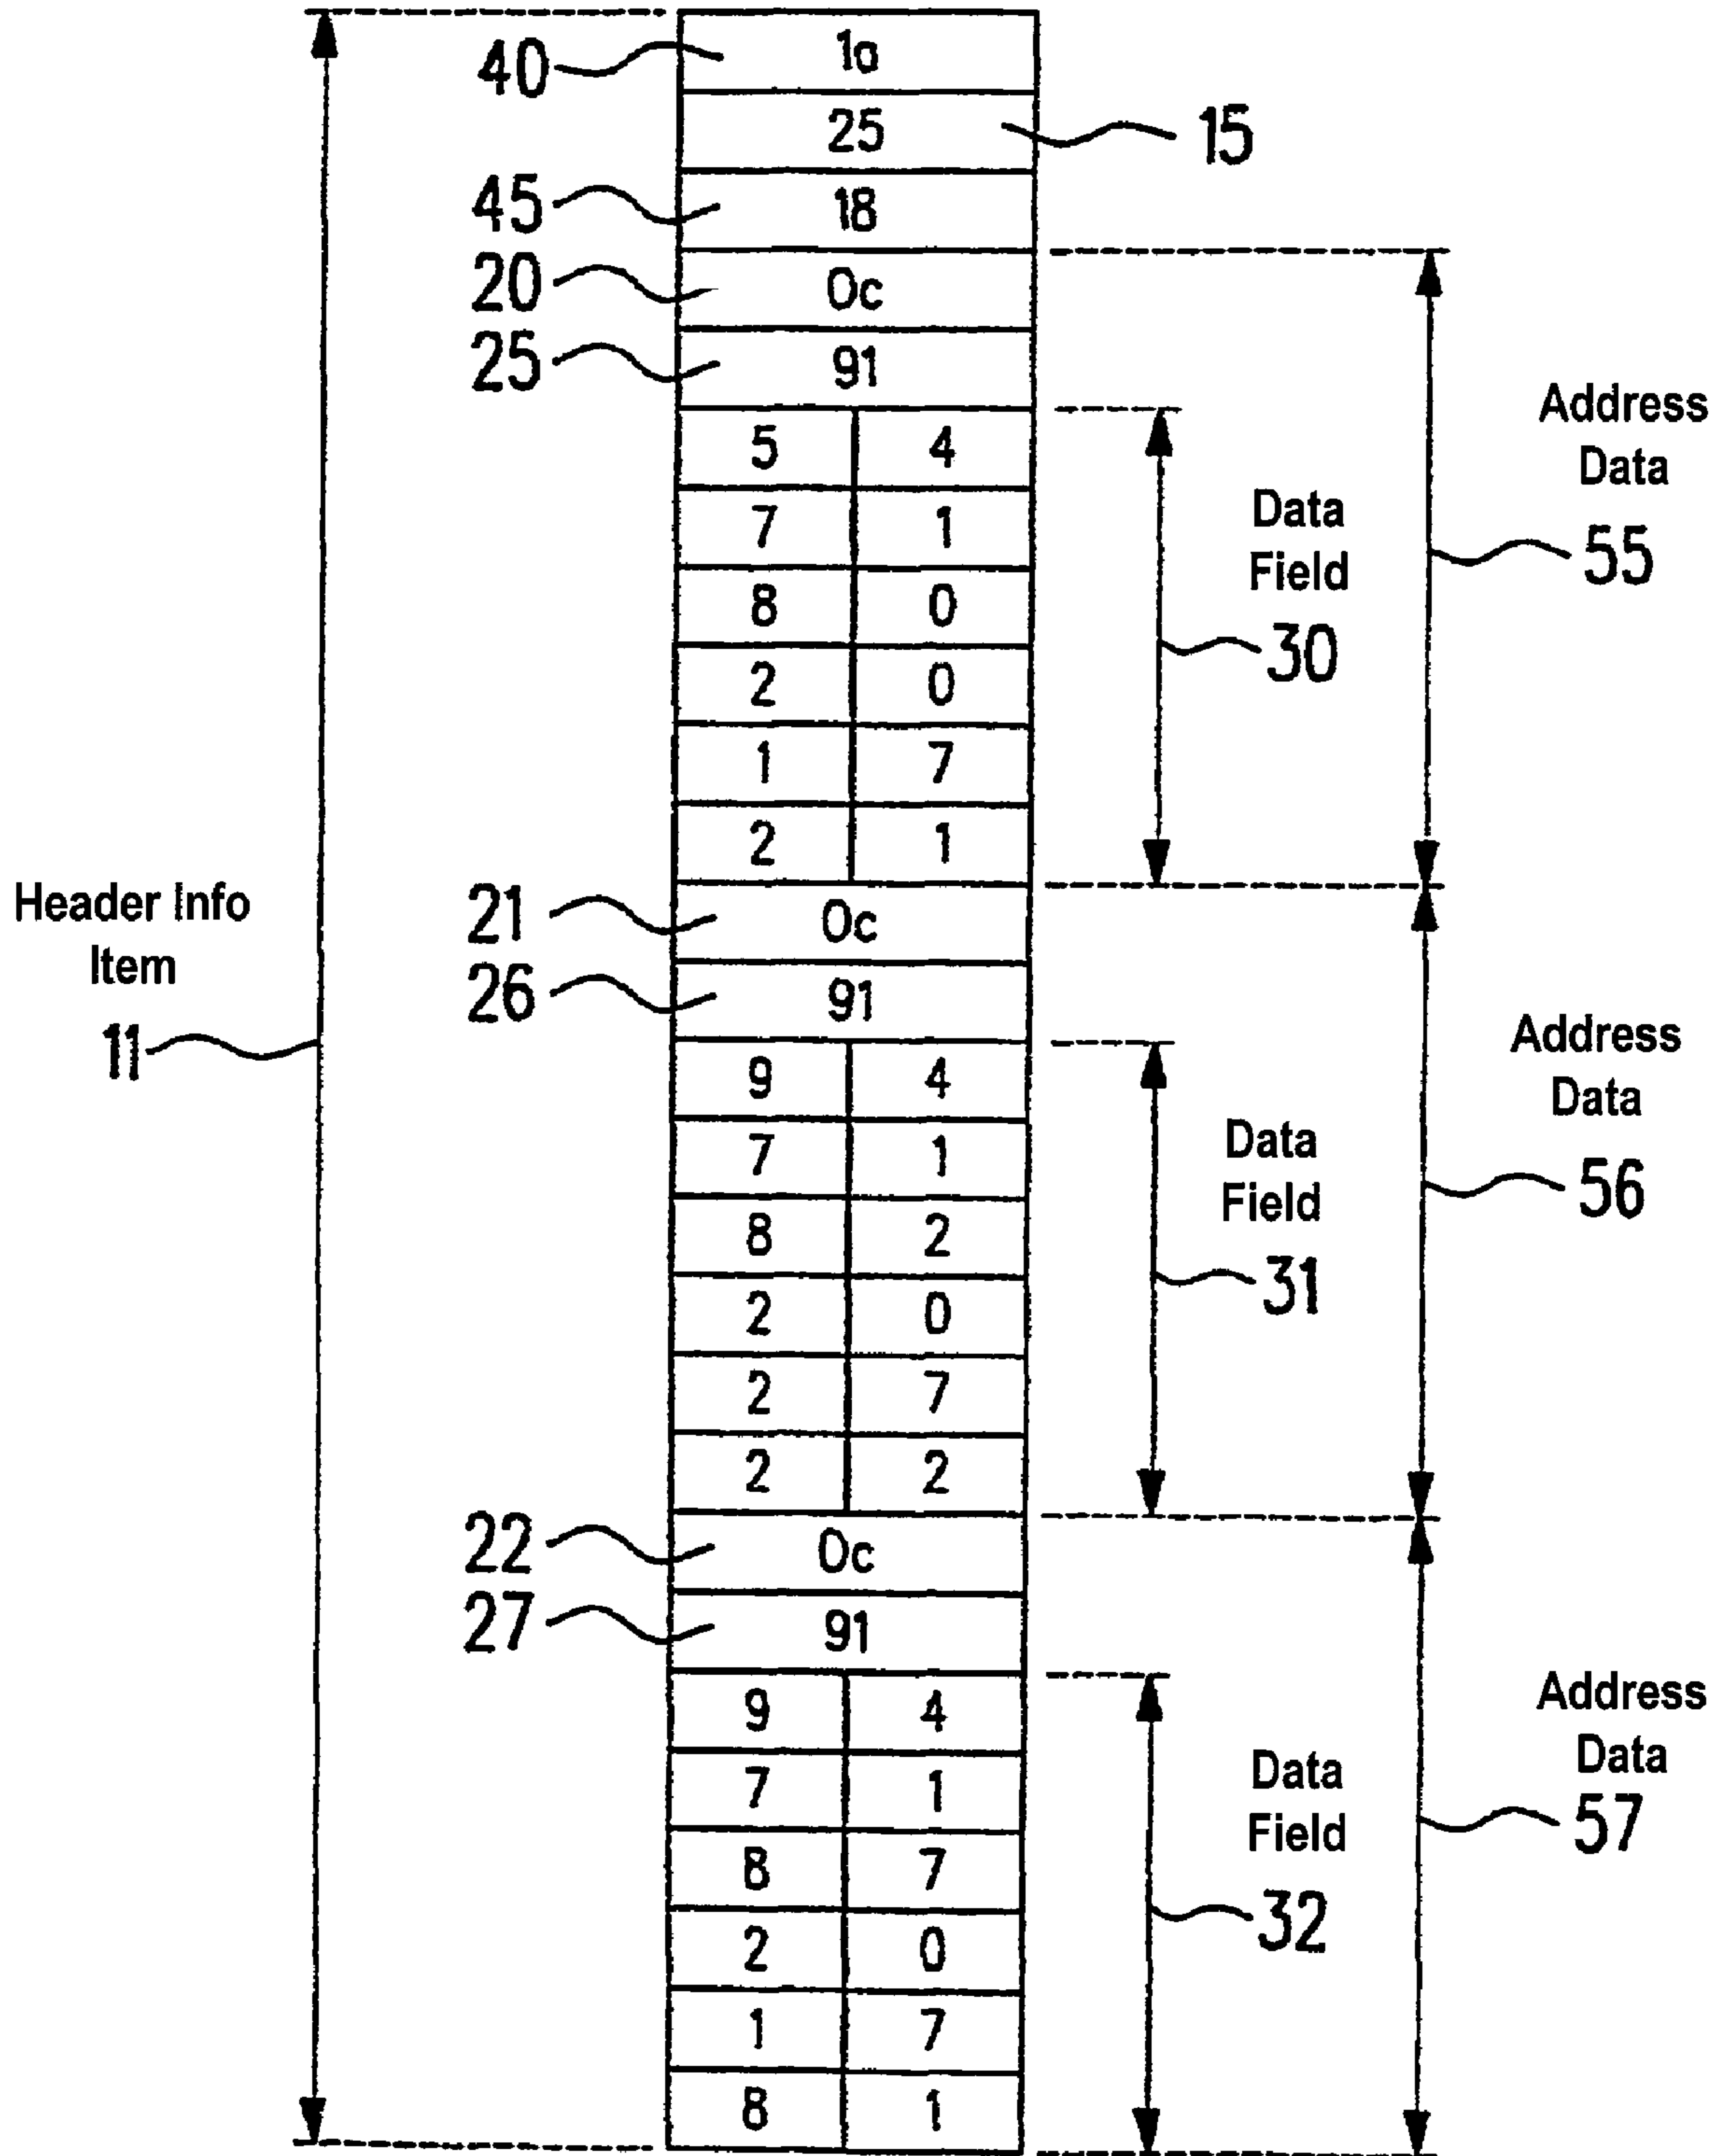 40 1a
25 15
45 18
20 0c
25 91
5 4
7 1
8 0
2 0
1 7
2 1
Data
Field
30
Address
Data
55
Header Info
Item
11
21 0c
26 91
9 4
7 1
8 2
2 0
2 7
2 2
Data
Field
31
Address
Data
56
22 0c
27 91
9 4
7 1
8 7
2 0
1 7
8 1
Data
Field
32
Address
Data
57